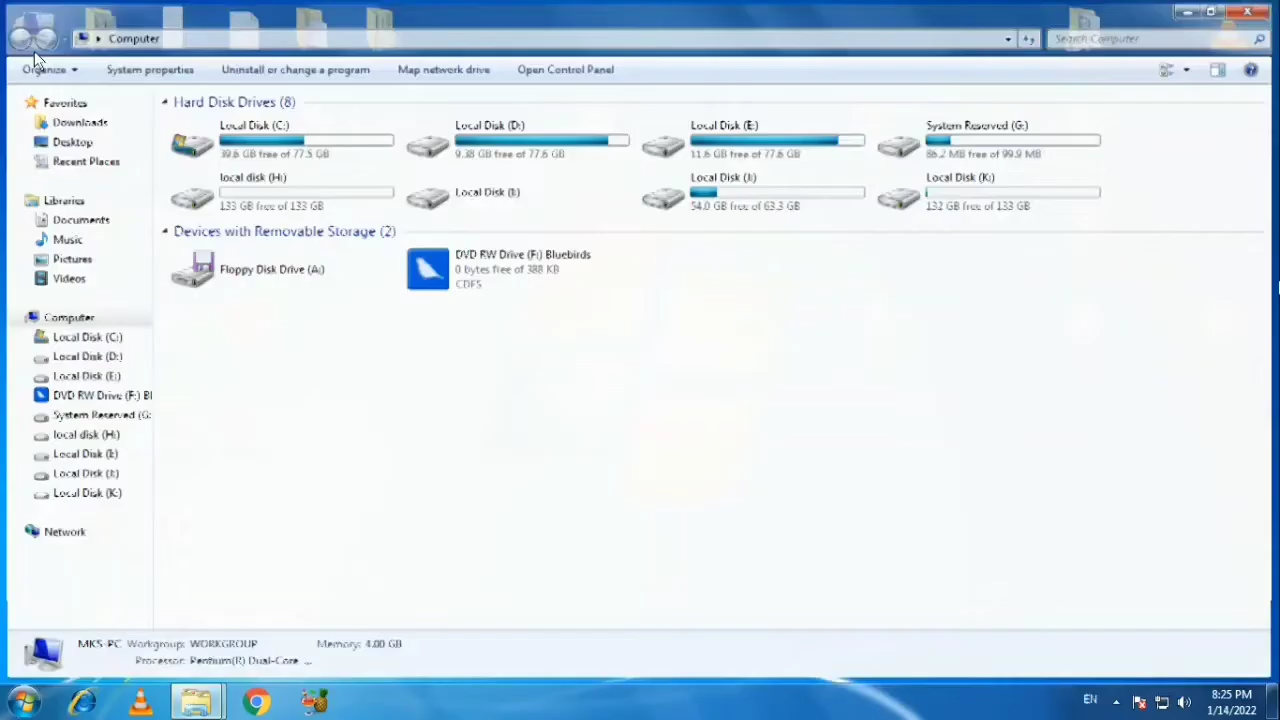 Computer
Search Computer
Organize
System properties
Uninstall or change a program
Map network drive
Open Control Panel
Favorites
Downloads
Desktop
Recent Places
Libraries
Documents
Music
Pictures
Videos
Computer
Local Disk (C:)
Local Disk (D:)
Local Disk (E:)
DVD RW Drive (F:) Bl
System Reserved (G:
local disk (H:)
Local Disk (I:)
Local Disk (J:)
Local Disk (K:)
Network
Hard Disk Drives (8)
Local Disk (C:)
39.6 GB free of 77.5 GB
Local Disk (D:)
9.38 GB free of 77.6 GB
Local Disk (E:)
11.6 GB free of 77.6 GB
System Reserved (G:)
86.2 MB free of 99.9 MB
local disk (H:)
133 GB free of 133 GB
Local Disk (I:)
Local Disk (J:)
54.0 GB free of 63.3 GB
Local Disk (K:)
132 GB free of 133 GB
Devices with Removable Storage (2)
Floppy Disk Drive (A:)
DVD RW Drive (F:) Bluebirds
0 bytes free of 388 KB
CDFS
MKS-PC Workgroup: WORKGROUP Memory: 4.00 GB
Processor: Pentium(R) Dual-Core ...
EN
8:25 PM
1/14/2022